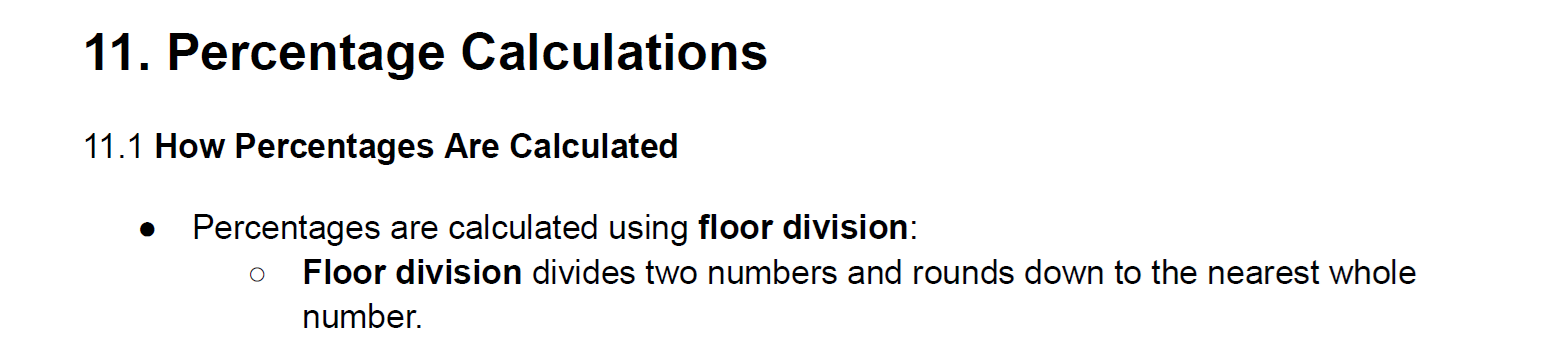 11. Percentage Calculations
11.1 How Percentages Are Calculated
● Percentages are calculated using floor division:
○ Floor division divides two numbers and rounds down to the nearest whole
number.